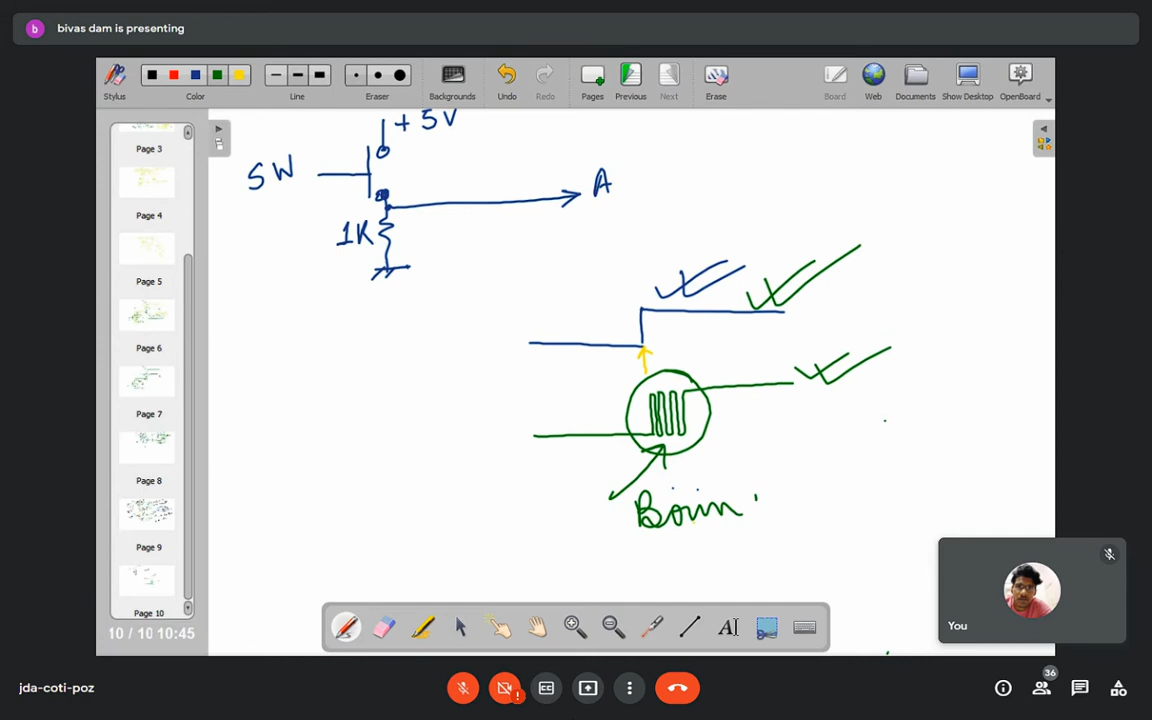 b bivas dam is presenting
Stylus Color Line Eraser Backgrounds Undo Redo Pages Previous Next Erase Board Web Documents Show Desktop OpenBoard
Page 3
Page 4
Page 5
Page 6
Page 7
Page 8
Page 9
Page 10
10 / 10 10:45
+ 5V
SW
A
1K
You
jda-coti-poz
36